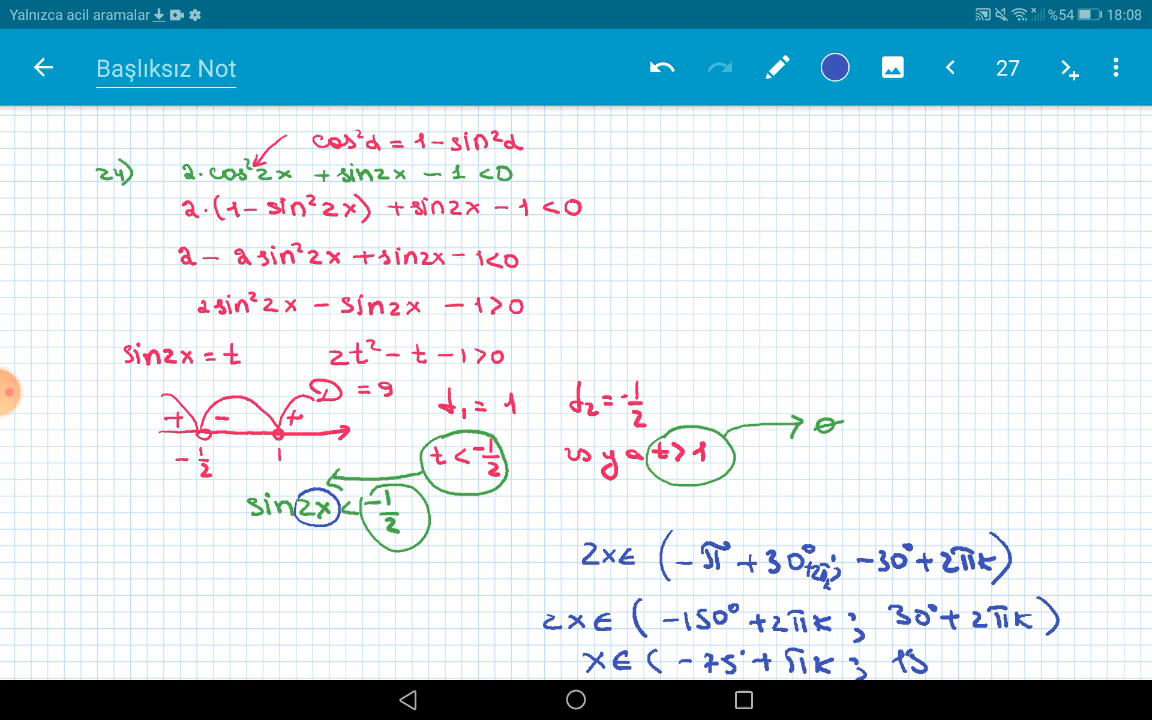 Yalnızca acil aramalar %54 18:08
Başlıksız Not 27
cos²α = 1 - sin²α
24) 2·cos²2x + sin2x - 1 < 0
2·(1 - sin²2x) + sin2x - 1 < 0
2 - 2sin²2x + sin2x - 1 < 0
2sin²2x - sin2x - 1 > 0
sin2x = t 2t² - t - 1 > 0
D = 9 t₁ = 1 t₂ = -1/2
+ - +
-1/2 1
t < -1/2 və ya t > 1 → ∅
sin2x < -1/2
2x ∈ (-π + 30° + 2πk; -30° + 2πk)
2x ∈ (-150° + 2πk; 30° + 2πk)
x ∈ (-75° + πk; 15